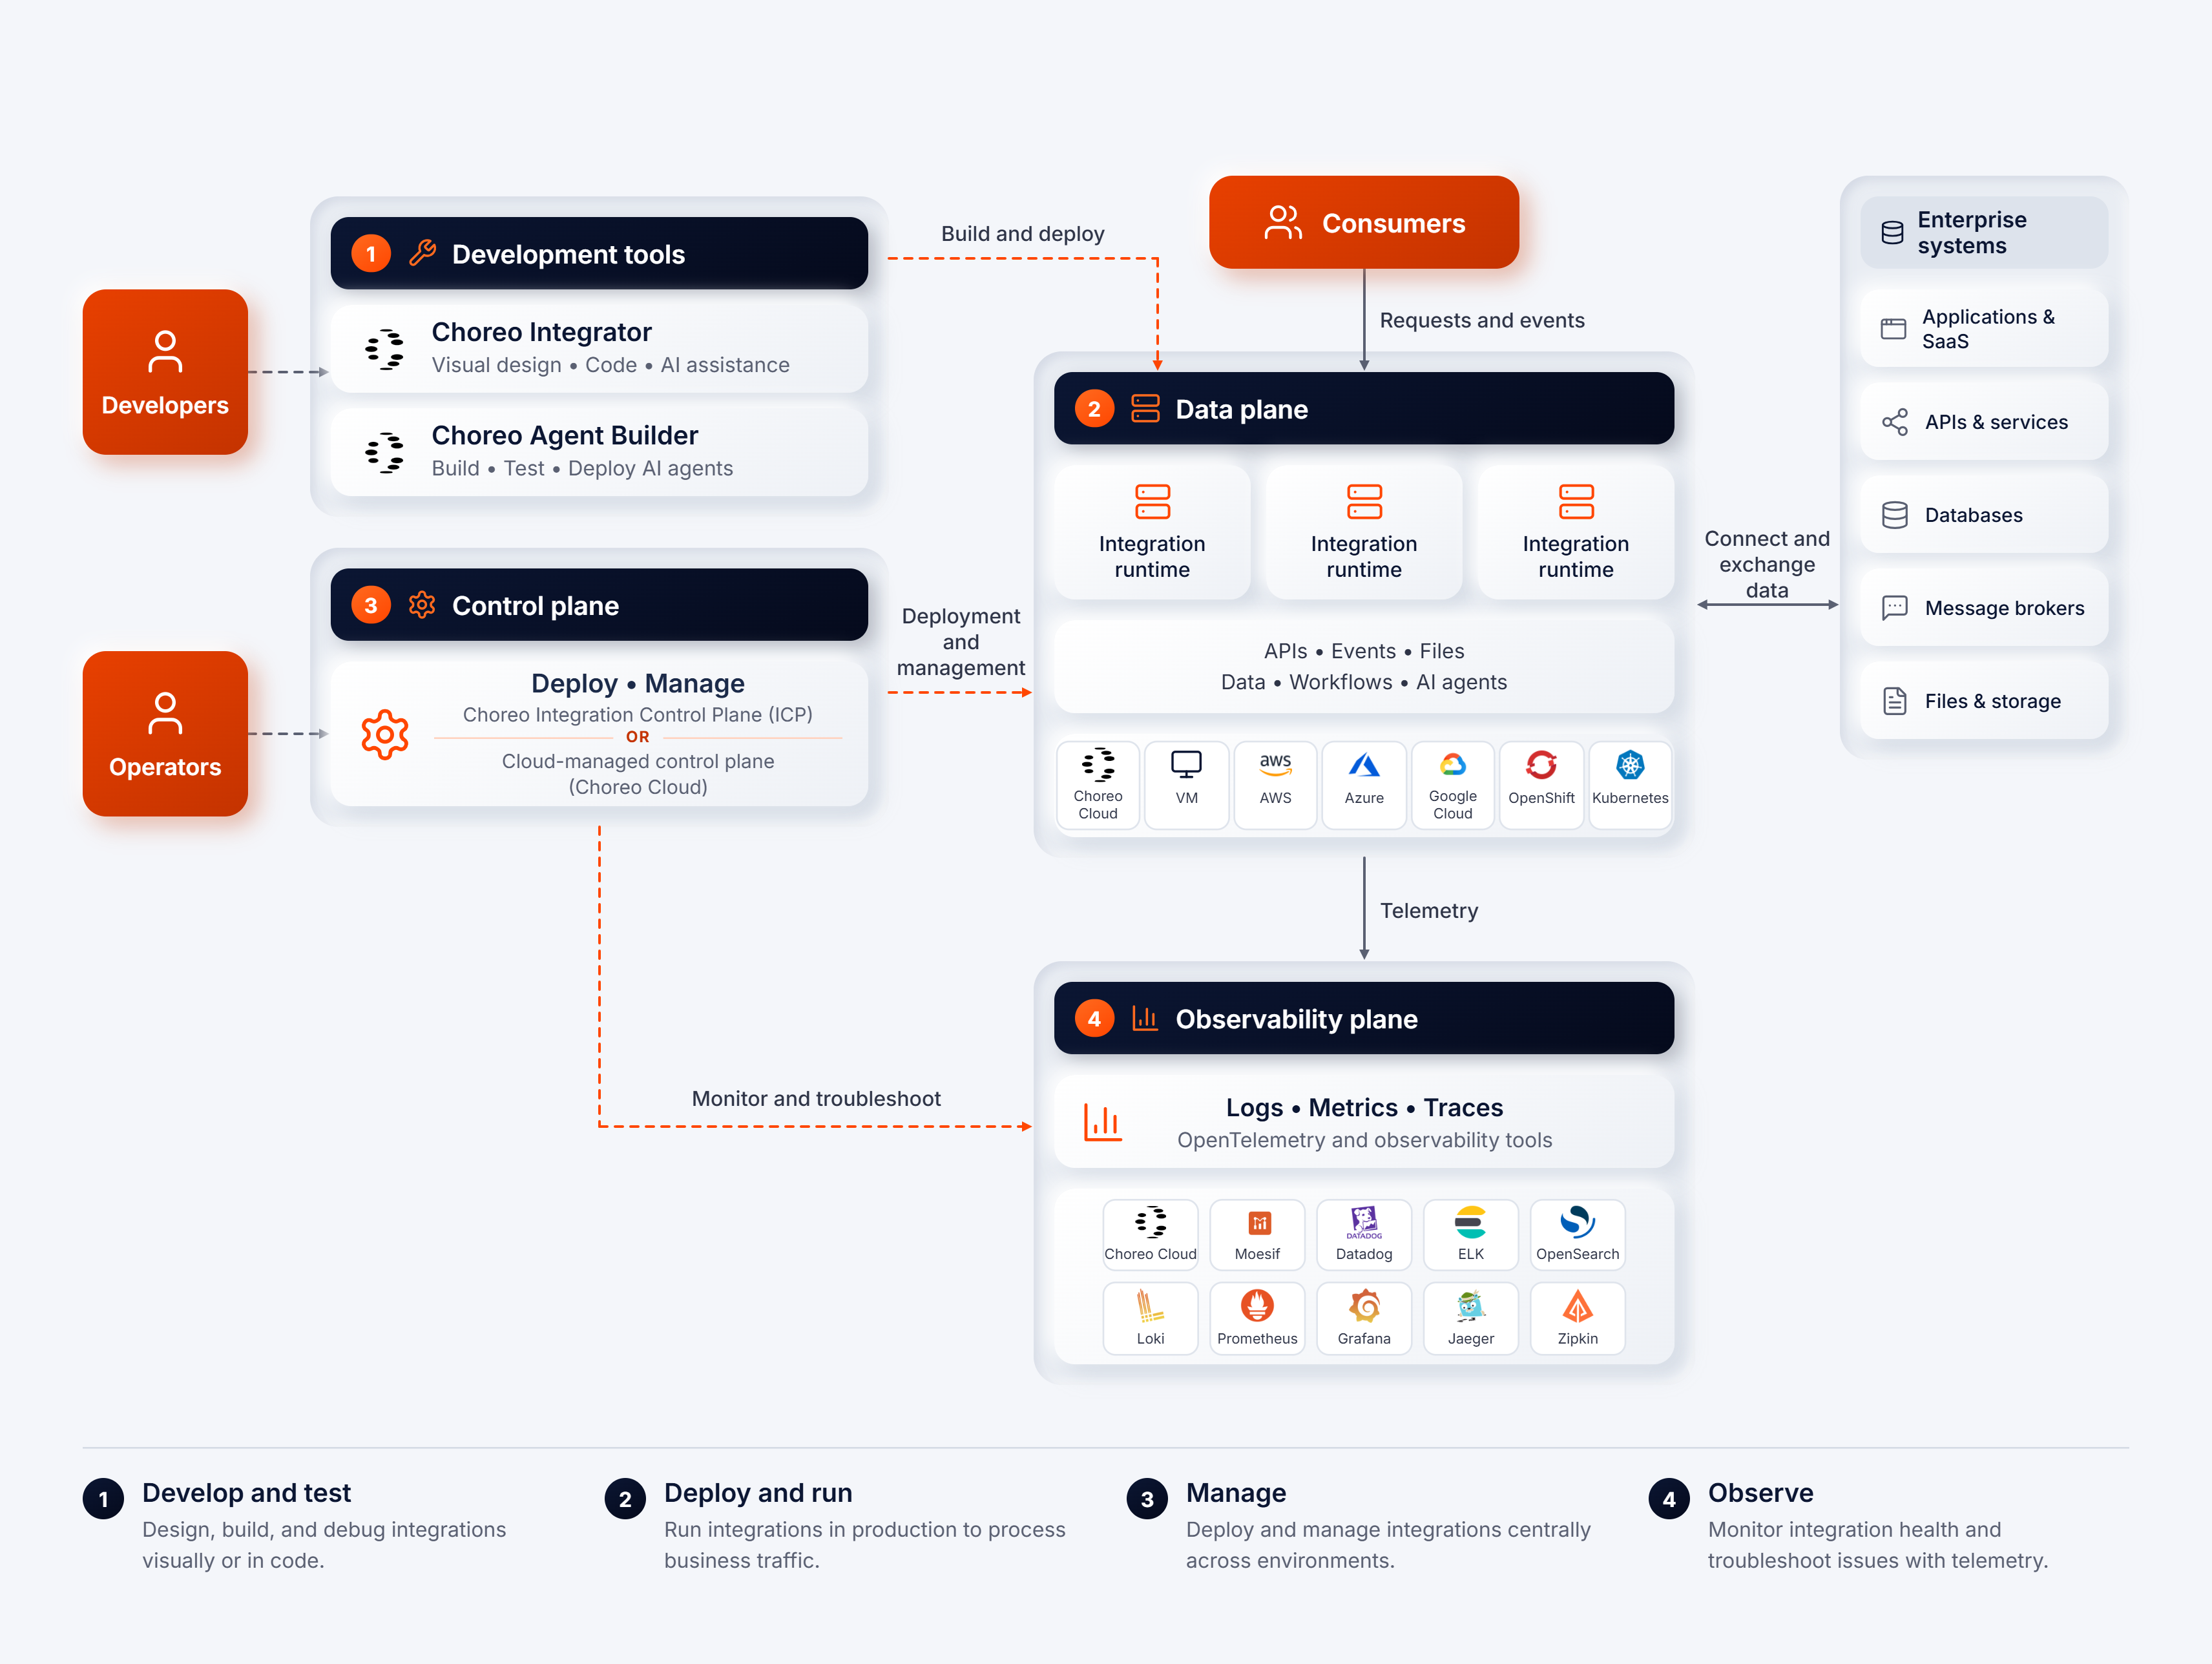 Developers
1
Development tools
Choreo Integrator
Visual design • Code • AI assistance
Choreo Agent Builder
Build • Test • Deploy AI agents
Build and deploy
Operators
3
Control plane
Deploy • Manage
Choreo Integration Control Plane (ICP)
OR
Cloud-managed control plane
(Choreo Cloud)
Deployment
and
management
Consumers
Requests and events
2
Data plane
Integration
runtime
Integration
runtime
Integration
runtime
APIs • Events • Files
Data • Workflows • AI agents
Choreo
Cloud
VM
aws
AWS
Azure
Google
Cloud
OpenShift
Kubernetes
Connect and
exchange
data
Enterprise
systems
Applications &
SaaS
APIs & services
Databases
Message brokers
Files & storage
Telemetry
Monitor and troubleshoot
4
Observability plane
Logs • Metrics • Traces
OpenTelemetry and observability tools
Choreo Cloud
Moesif
DATADOG
Datadog
ELK
OpenSearch
Loki
Prometheus
Grafana
Jaeger
Zipkin
1
Develop and test
Design, build, and debug integrations
visually or in code.
2
Deploy and run
Run integrations in production to process
business traffic.
3
Manage
Deploy and manage integrations centrally
across environments.
4
Observe
Monitor integration health and
troubleshoot issues with telemetry.